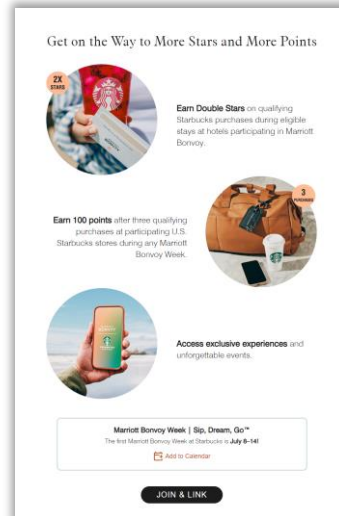 Get on the Way to More Stars and More Points
2X
STARS
Earn Double Stars on qualifying
Starbucks purchases during eligible
stays at hotels participating in Marriott
Bonvoy.
3
PURCHASES
Earn 100 points after three qualifying
purchases at participating U.S.
Starbucks stores during any Marriott
Bonvoy Week.
Access exclusive experiences and
unforgettable events.
Marriott Bonvoy Week | Sip, Dream, Go™
The first Marriott Bonvoy Week at Starbucks is July 8–14!
Add to Calendar
JOIN & LINK